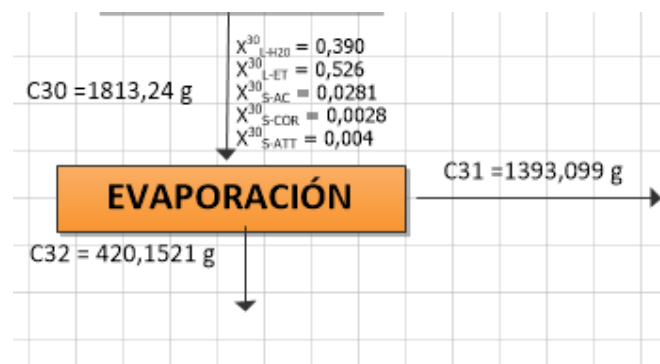 X³⁰L-H20 = 0,390
X³⁰L-ET = 0,526
C30 =1813,24 g
X³⁰S-AC = 0,0281
X³⁰S-COR = 0,0028
X³⁰S-ATT = 0,004
EVAPORACIÓN
C31 =1393,099 g
C32 = 420,1521 g